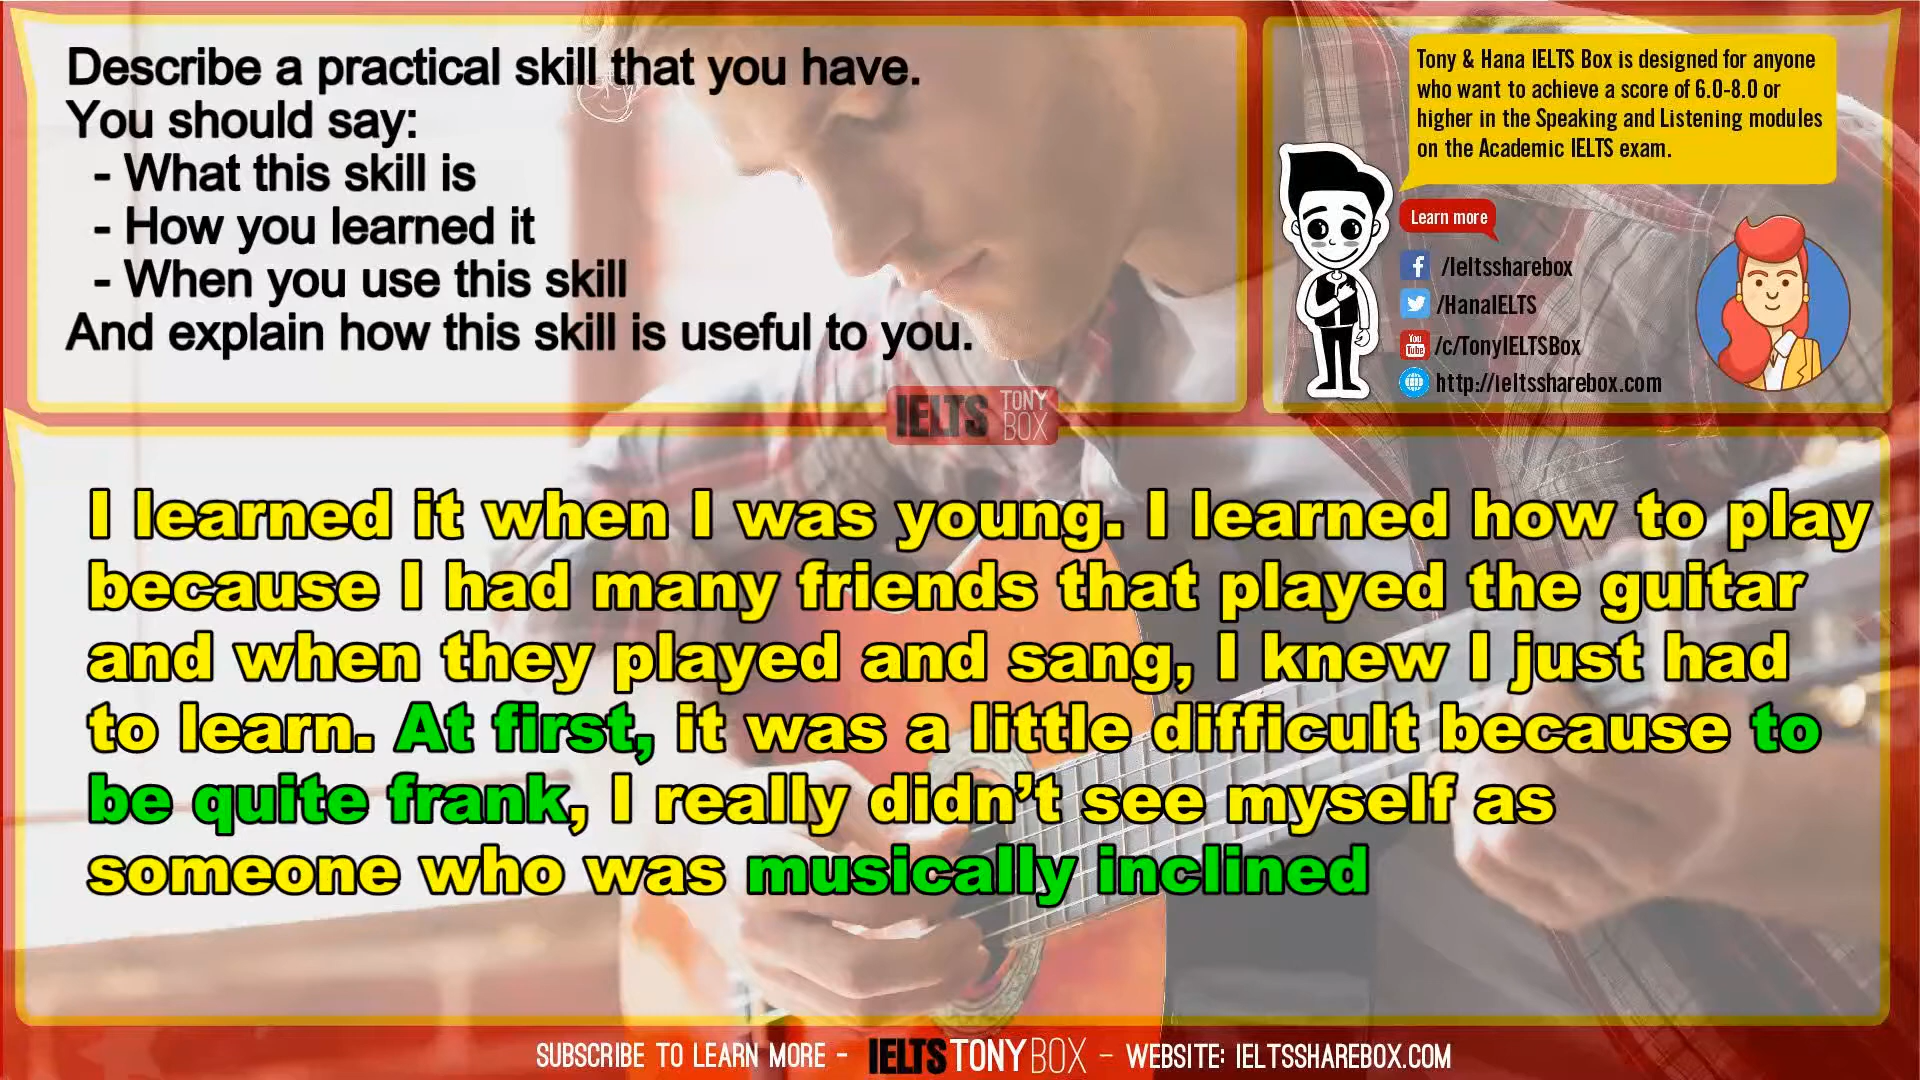 Describe a practical skill that you have.
You should say:
- What this skill is
- How you learned it
- When you use this skill
And explain how this skill is useful to you.
Tony & Hana IELTS Box is designed for anyone
who want to achieve a score of 6.0-8.0 or
higher in the Speaking and Listening modules
on the Academic IELTS exam.
Learn more
/Ieltssharebox
/HanaIELTS
You
Tube
/c/TonyIELTSBox
http://ieltssharebox.com
IELTS TONY BOX
I learned it when I was young. I learned how to play
because I had many friends that played the guitar
and when they played and sang, I knew I just had
to learn. At first, it was a little difficult because to
be quite frank, I really didn’t see myself as
someone who was musically inclined
SUBSCRIBE TO LEARN MORE - IELTS TONY BOX - WEBSITE: IELTSSHAREBOX.COM